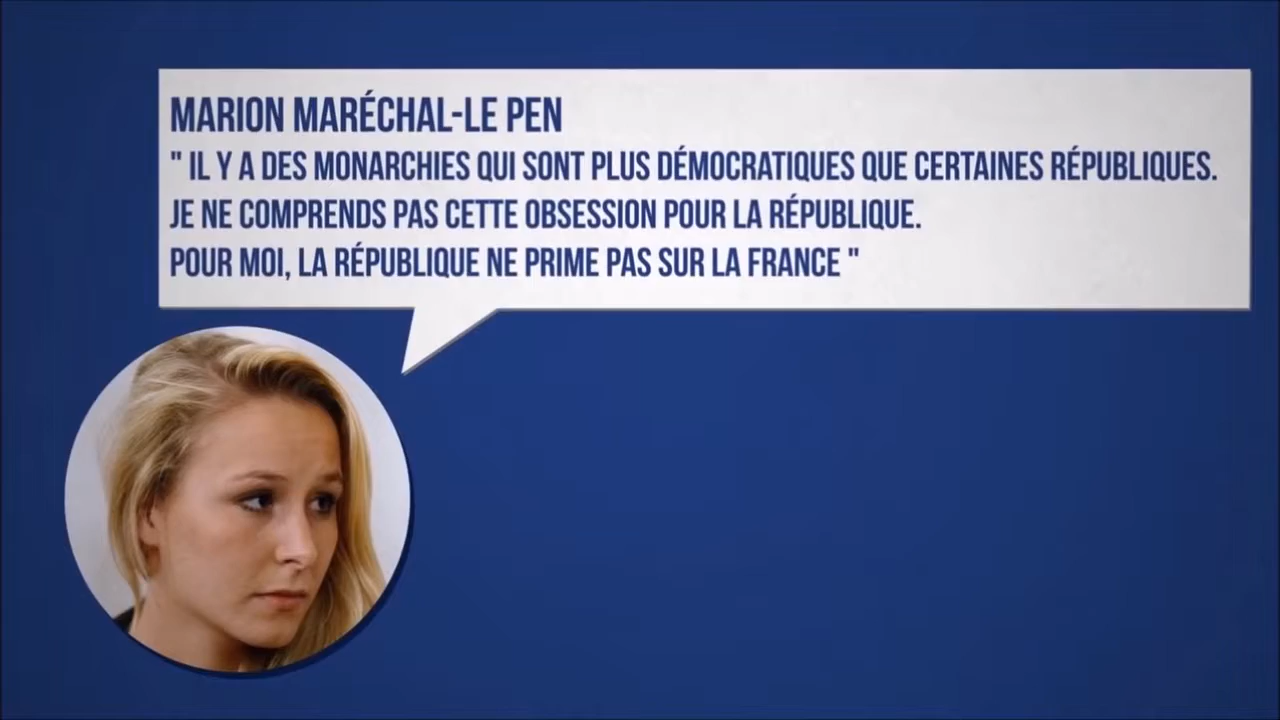 MARION MARÉCHAL-LE PEN
" IL Y A DES MONARCHIES QUI SONT PLUS DÉMOCRATIQUES QUE CERTAINES RÉPUBLIQUES.
JE NE COMPRENDS PAS CETTE OBSESSION POUR LA RÉPUBLIQUE.
POUR MOI, LA RÉPUBLIQUE NE PRIME PAS SUR LA FRANCE "